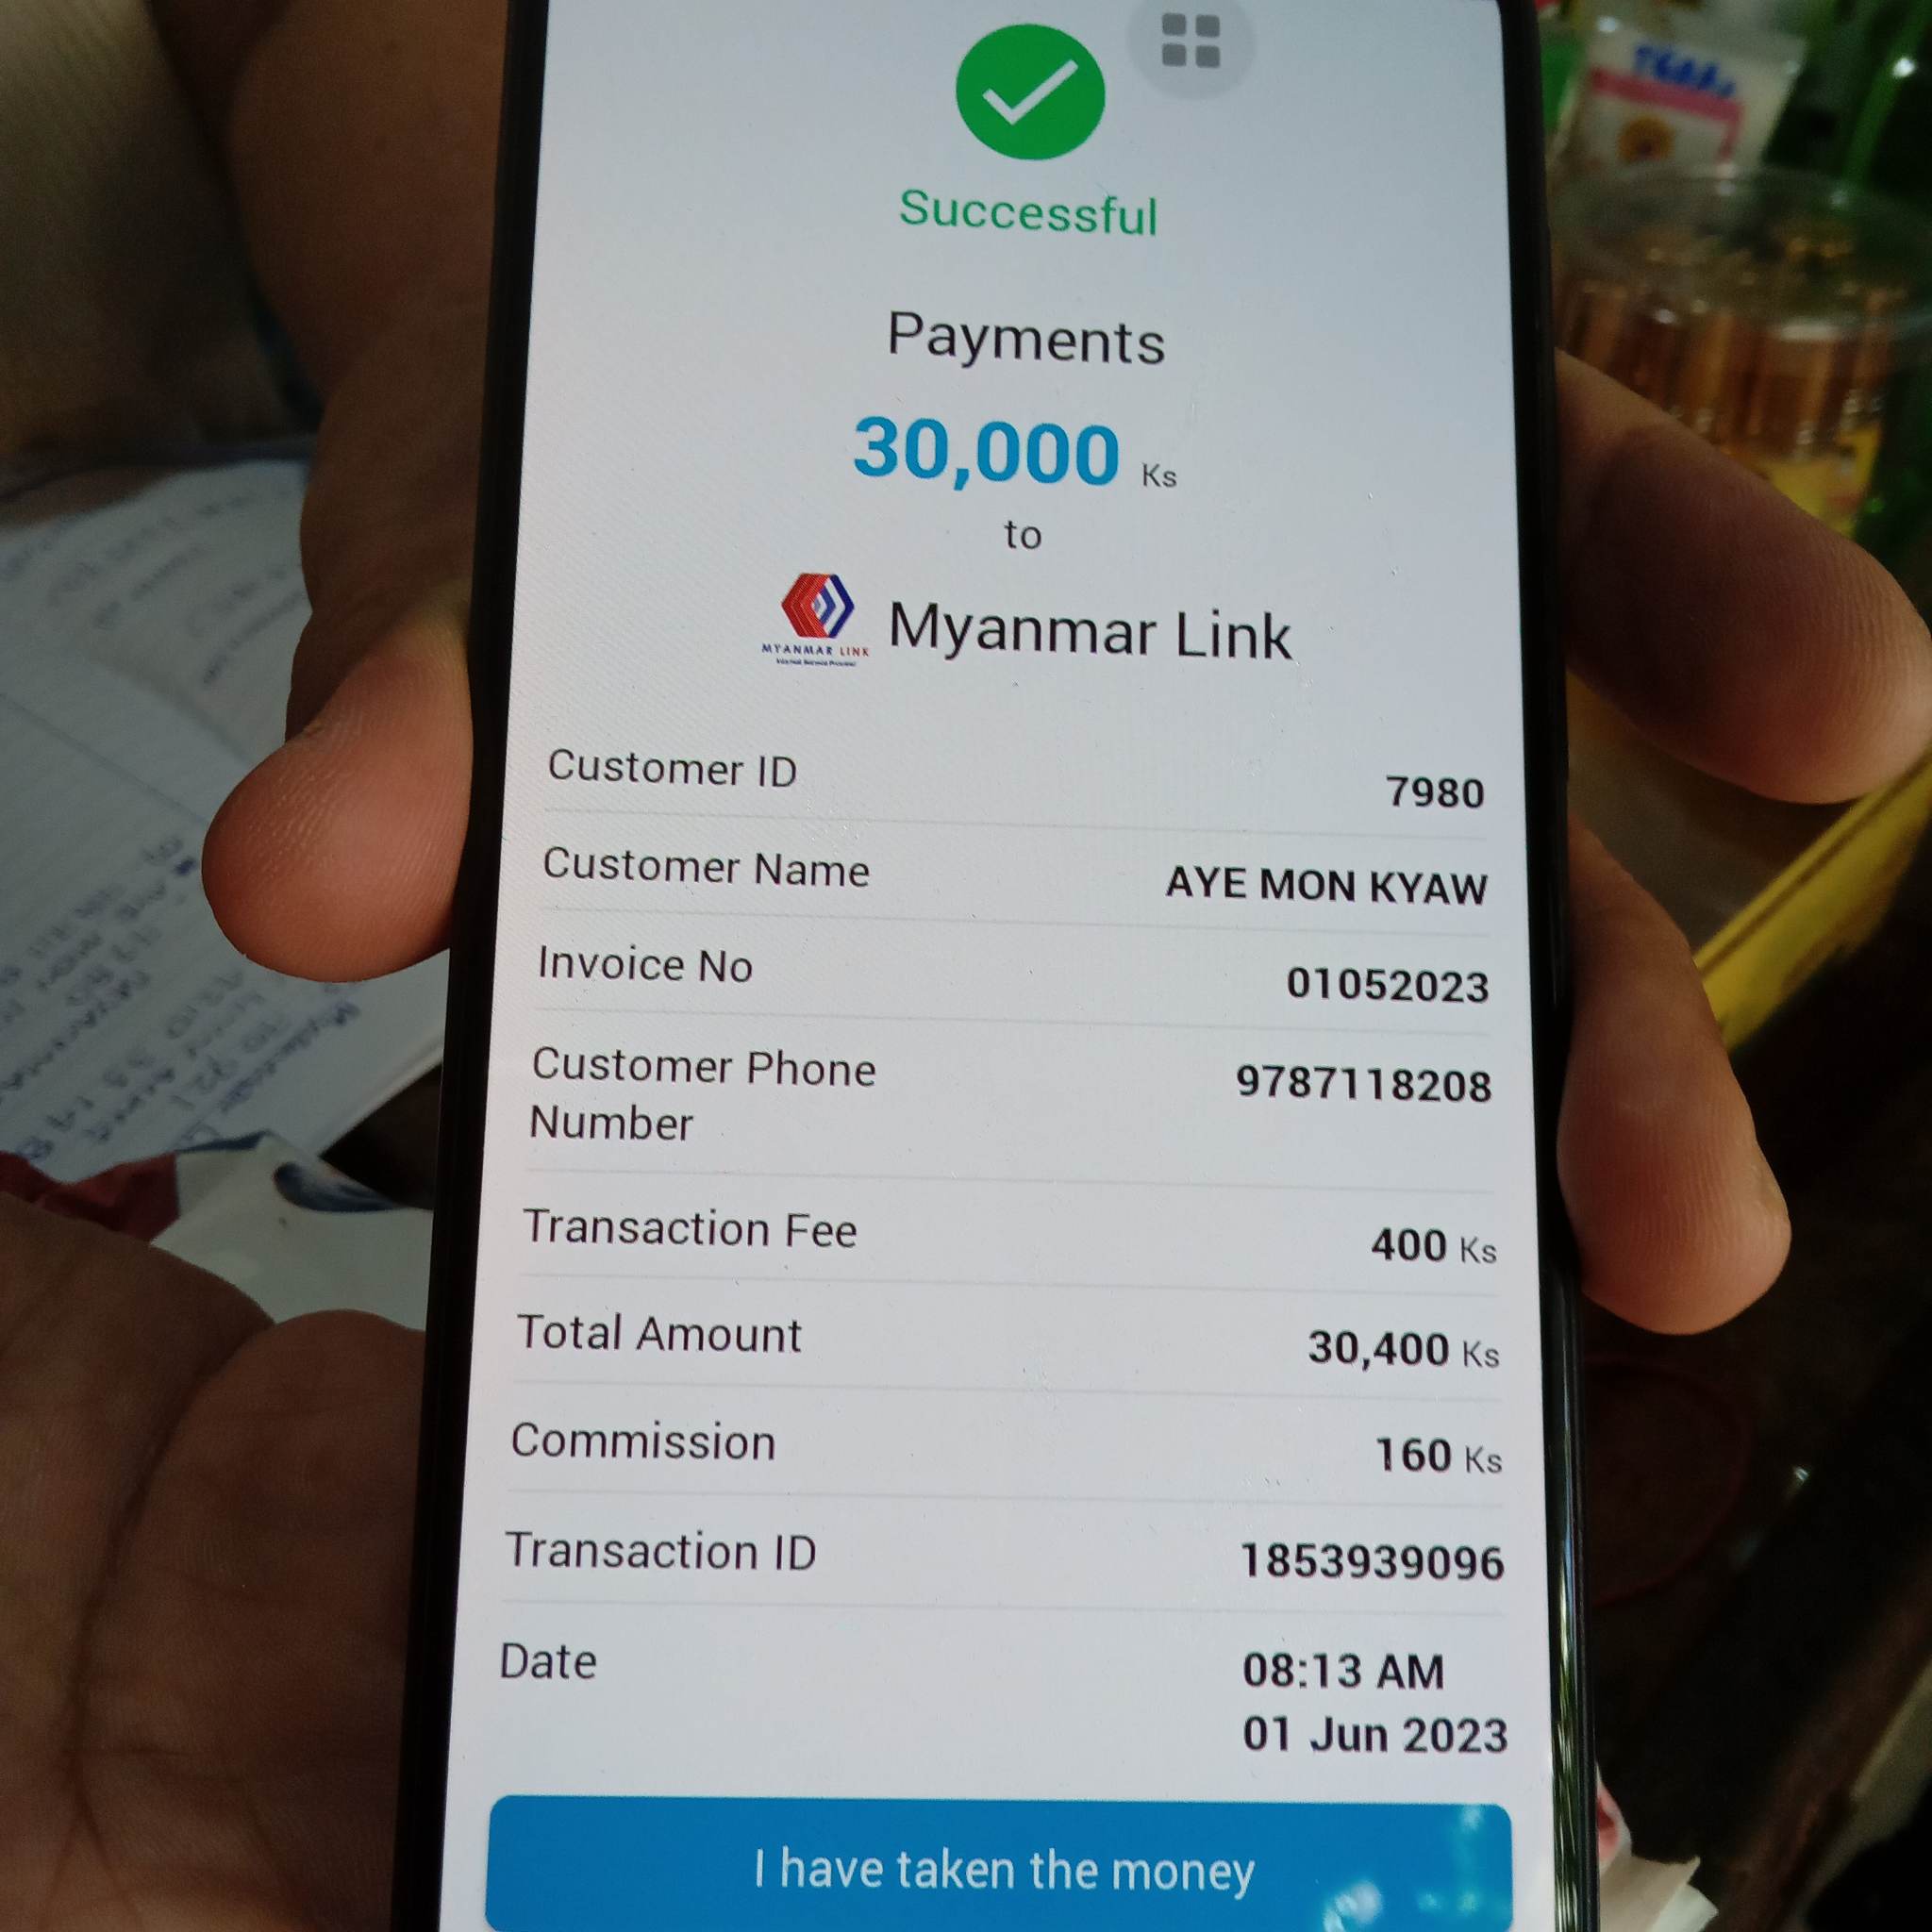 Successful
Payments
30,000 Ks
to
MYANMAR LINK
Myanmar Link
Customer ID 7980
Customer Name AYE MON KYAW
Invoice No 01052023
Customer Phone Number 9787118208
Transaction Fee 400 Ks
Total Amount 30,400 Ks
Commission 160 Ks
Transaction ID 1853939096
Date 08:13 AM
01 Jun 2023
I have taken the money